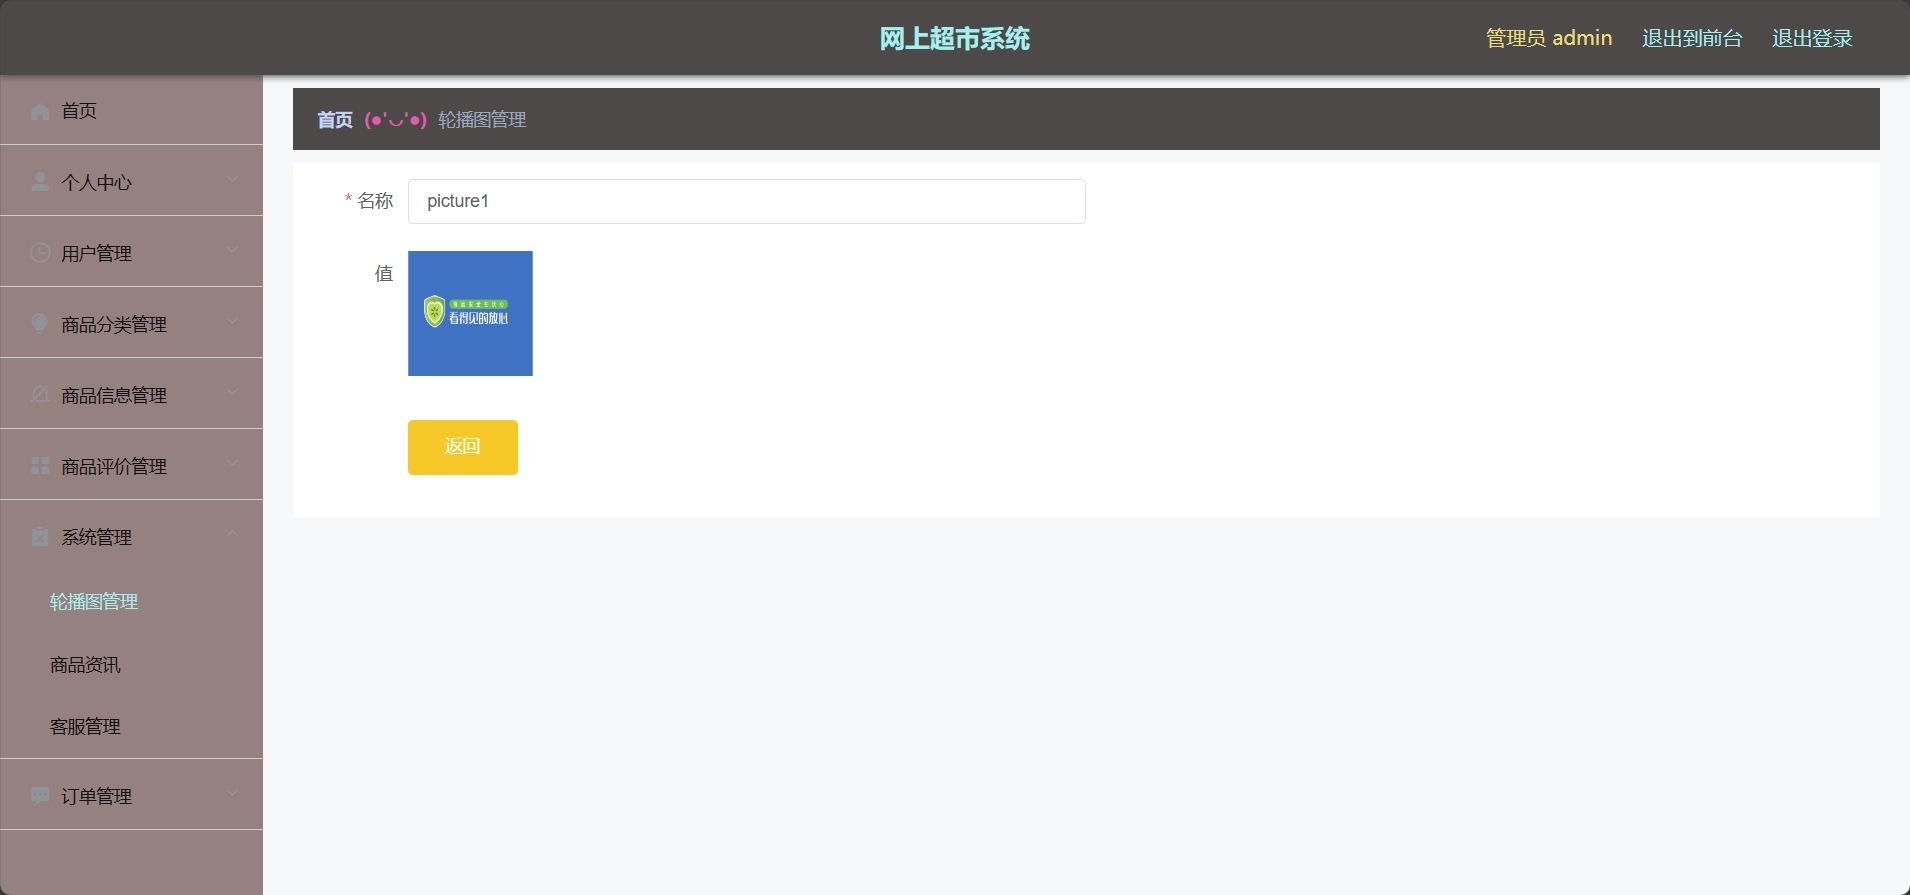 网上超市系统
管理员 admin
退出到前台
退出登录
首页
个人中心
用户管理
商品分类管理
商品信息管理
商品评价管理
系统管理
轮播图管理
商品资讯
客服管理
订单管理
首页 (●'◡'●) 轮播图管理
* 名称
picture1
值
看得见的放心
返回